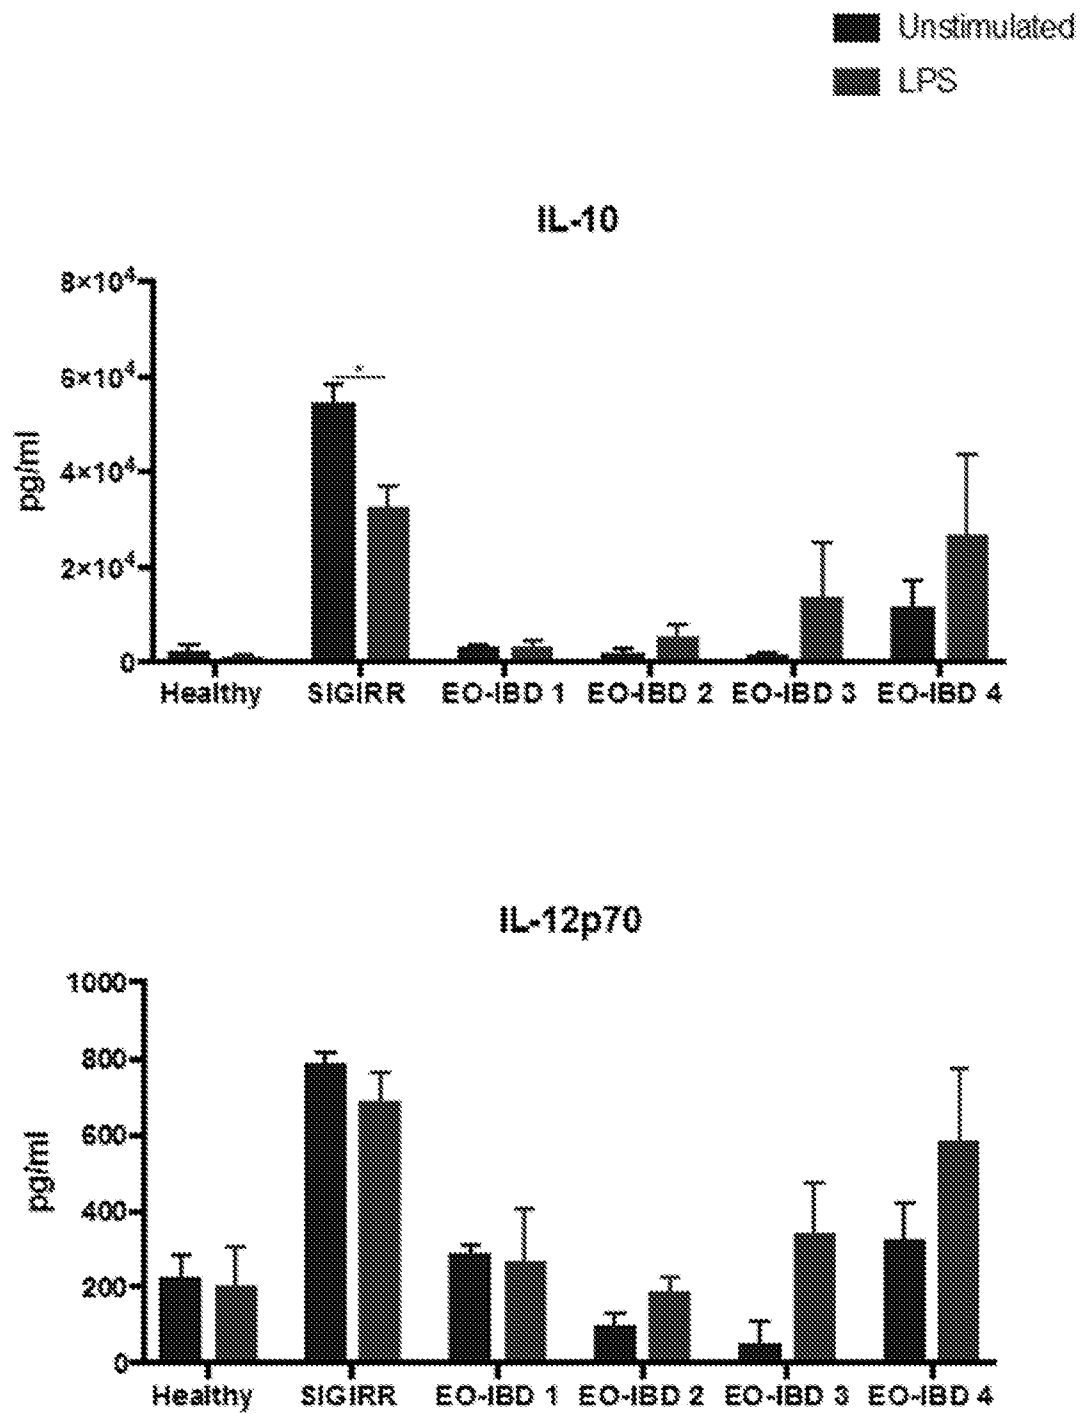 Unstimulated
LPS
IL-10
8×10⁴
6×10⁴
4×10⁴
2×10⁴
0
pg/ml
*
Healthy SIGIRR EO-IBD 1 EO-IBD 2 EO-IBD 3 EO-IBD 4
IL-12p70
1000
800
600
400
200
0
pg/ml
Healthy SIGIRR EO-IBD 1 EO-IBD 2 EO-IBD 3 EO-IBD 4